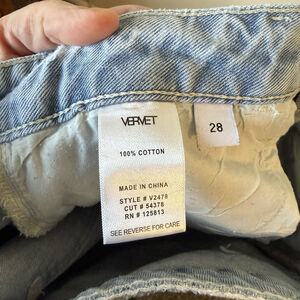 VERVET
28
100% COTTON
MADE IN CHINA
STYLE # V2478
CUT # 54378
RN # 125813
SEE REVERSE FOR CARE